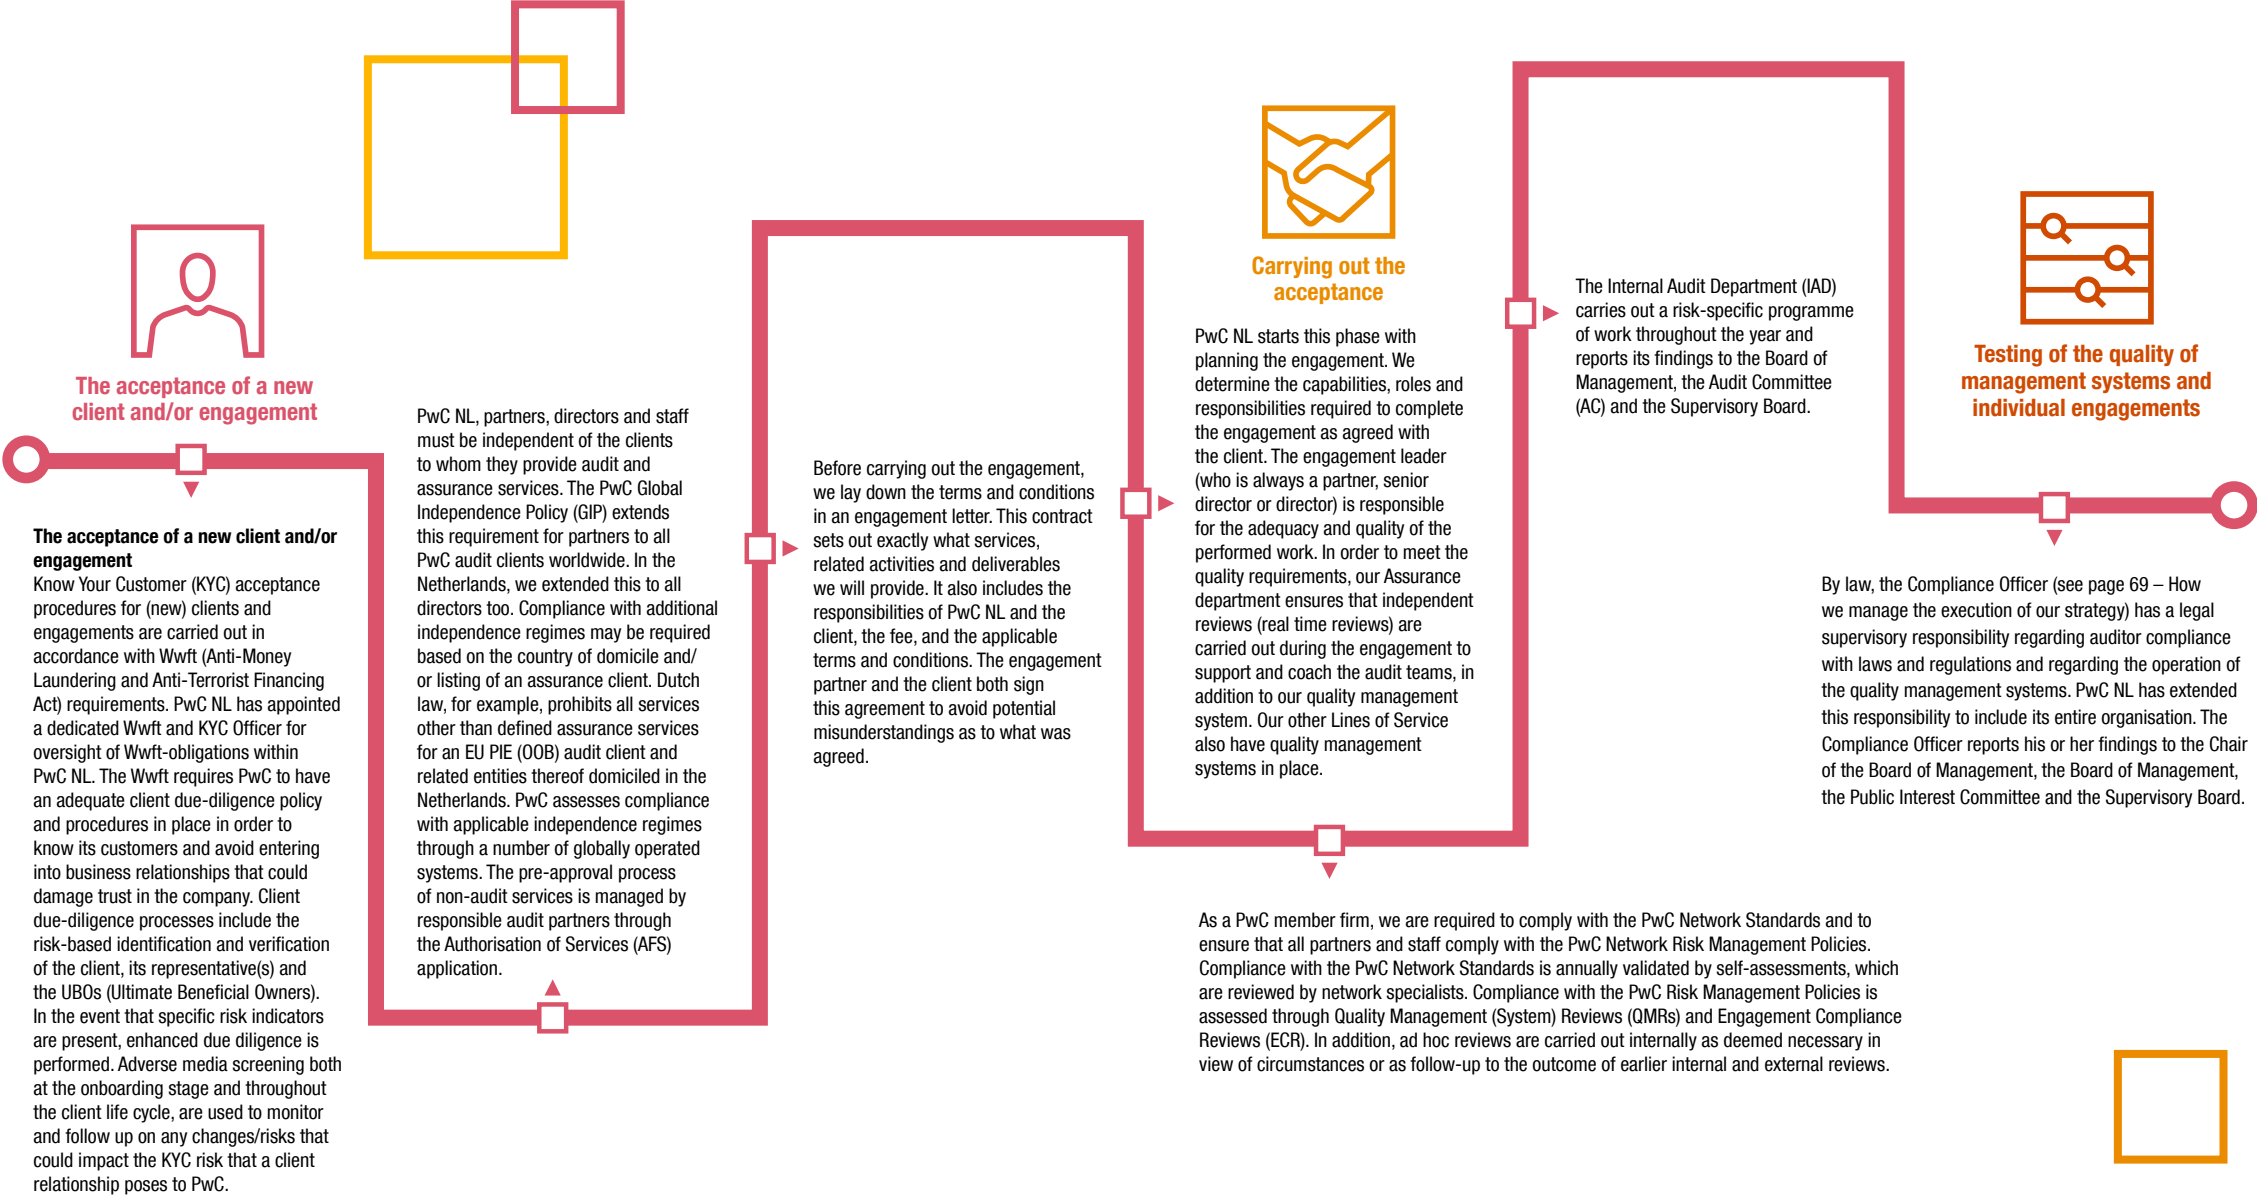 The acceptance of a new
client and/or engagement
The acceptance of a new client and/or
engagement
Know Your Customer (KYC) acceptance
procedures for (new) clients and
engagements are carried out in
accordance with Wwft (Anti-Money
Laundering and Anti-Terrorist Financing
Act) requirements. PwC NL has appointed
a dedicated Wwft and KYC Officer for
oversight of Wwft-obligations within
PwC NL. The Wwft requires PwC to have
an adequate client due-diligence policy
and procedures in place in order to
know its customers and avoid entering
into business relationships that could
damage trust in the company. Client
due-diligence processes include the
risk-based identification and verification
of the client, its representative(s) and
the UBOs (Ultimate Beneficial Owners).
In the event that specific risk indicators
are present, enhanced due diligence is
performed. Adverse media screening both
at the onboarding stage and throughout
the client life cycle, are used to monitor
and follow up on any changes/risks that
could impact the KYC risk that a client
relationship poses to PwC.
PwC NL, partners, directors and staff
must be independent of the clients
to whom they provide audit and
assurance services. The PwC Global
Independence Policy (GIP) extends
this requirement for partners to all
PwC audit clients worldwide. In the
Netherlands, we extended this to all
directors too. Compliance with additional
independence regimes may be required
based on the country of domicile and/
or listing of an assurance client. Dutch
law, for example, prohibits all services
other than defined assurance services
for an EU PIE (OOB) audit client and
related entities thereof domiciled in the
Netherlands. PwC assesses compliance
with applicable independence regimes
through a number of globally operated
systems. The pre-approval process
of non-audit services is managed by
responsible audit partners through
the Authorisation of Services (AFS)
application.
Before carrying out the engagement,
we lay down the terms and conditions
in an engagement letter. This contract
sets out exactly what services,
related activities and deliverables
we will provide. It also includes the
responsibilities of PwC NL and the
client, the fee, and the applicable
terms and conditions. The engagement
partner and the client both sign
this agreement to avoid potential
misunderstandings as to what was
agreed.
Carrying out the
acceptance
PwC NL starts this phase with
planning the engagement. We
determine the capabilities, roles and
responsibilities required to complete
the engagement as agreed with
the client. The engagement leader
(who is always a partner, senior
director or director) is responsible
for the adequacy and quality of the
performed work. In order to meet the
quality requirements, our Assurance
department ensures that independent
reviews (real time reviews) are
carried out during the engagement to
support and coach the audit teams, in
addition to our quality management
system. Our other Lines of Service
also have quality management
systems in place.
As a PwC member firm, we are required to comply with the PwC Network Standards and to
ensure that all partners and staff comply with the PwC Network Risk Management Policies.
Compliance with the PwC Network Standards is annually validated by self-assessments, which
are reviewed by network specialists. Compliance with the PwC Risk Management Policies is
assessed through Quality Management (System) Reviews (QMRs) and Engagement Compliance
Reviews (ECR). In addition, ad hoc reviews are carried out internally as deemed necessary in
view of circumstances or as follow-up to the outcome of earlier internal and external reviews.
The Internal Audit Department (IAD)
carries out a risk-specific programme
of work throughout the year and
reports its findings to the Board of
Management, the Audit Committee
(AC) and the Supervisory Board.
Testing of the quality of
management systems and
individual engagements
By law, the Compliance Officer (see page 69 – How
we manage the execution of our strategy) has a legal
supervisory responsibility regarding auditor compliance
with laws and regulations and regarding the operation of
the quality management systems. PwC NL has extended
this responsibility to include its entire organisation. The
Compliance Officer reports his or her findings to the Chair
of the Board of Management, the Board of Management,
the Public Interest Committee and the Supervisory Board.